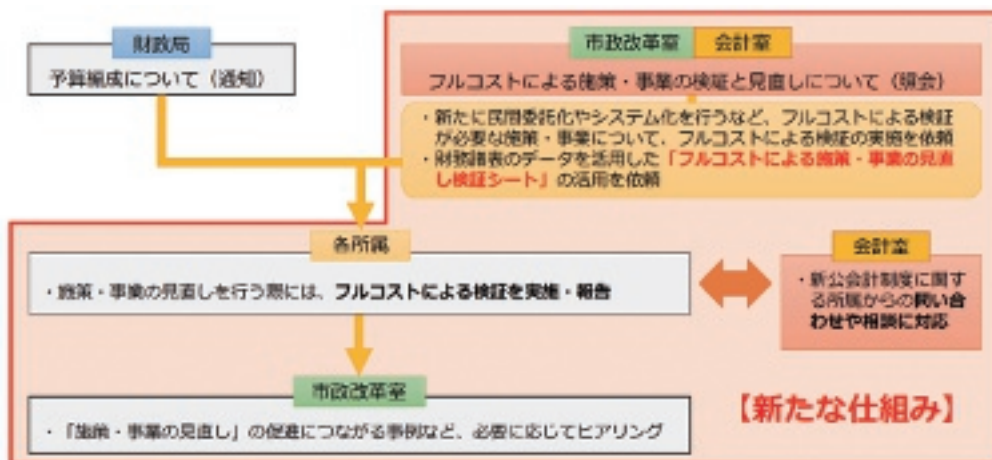 財政局
予算編成について（通知）
市政改革室
会計室
フルコストによる施策・事業の検証と見直しについて（照会）
・新たに民間委託化やシステム化を行うなど、フルコストによる検証
が必要な施策・事業について、フルコストによる検証の実施を依頼
・財務諸表のデータを活用した「フルコストによる施策・事業の見直
し検証シート」の活用を依頼
各所属
・施策・事業の見直しを行う際には、フルコストによる検証を実施・報告
会計室
・新公会計制度に関す
る所属からの問い合
わせや相談に対応
市政改革室
・「施策・事業の見直し」の促進につながる事例など、必要に応じてヒアリング
【新たな仕組み】